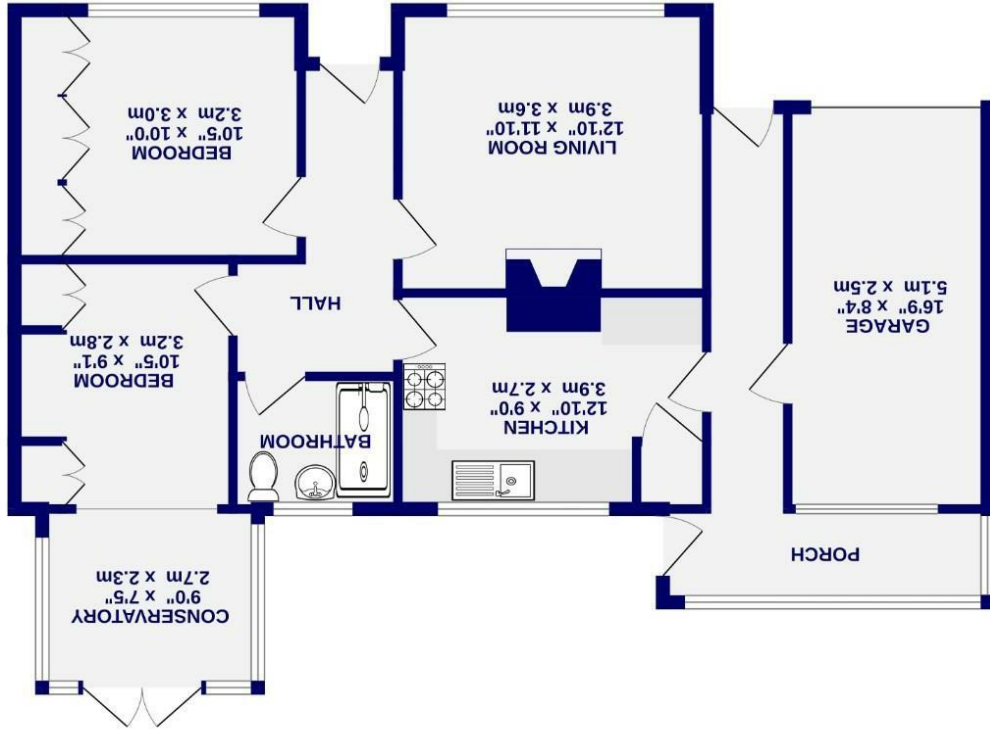 CONSERVATORY
9'0" x 7'5"
2.7m x 2.3m
PORCH
KITCHEN
12'10" x 9'0"
3.9m x 2.7m
BATHROOM
BEDROOM
10'5" x 9'1"
3.2m x 2.8m
GARAGE
16'9" x 8'4"
5.1m x 2.5m
HALL
LIVING ROOM
12'10" x 11'10"
3.9m x 3.6m
BEDROOM
10'5" x 10'0"
3.2m x 3.0m